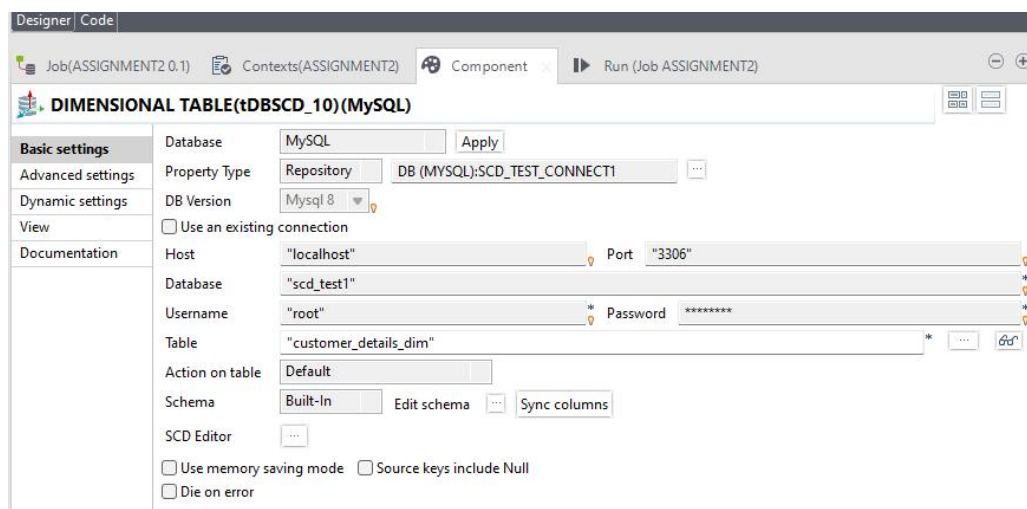 Designer Code
Job(ASSIGNMENT2 0.1) Contexts(ASSIGNMENT2) Component Run (Job ASSIGNMENT2)
DIMENSIONAL TABLE(tDBSCD_10)(MySQL)
Basic settings
Advanced settings
Dynamic settings
View
Documentation
Database MySQL Apply
Property Type Repository DB (MYSQL):SCD_TEST_CONNECT1 ...
DB Version Mysql 8
Use an existing connection
Host "localhost" Port "3306"
Database "scd_test1" *
Username "root" * Password ******** *
Table "customer_details_dim" * ...
Action on table Default
Schema Built-In Edit schema ... Sync columns
SCD Editor ...
Use memory saving mode Source keys include Null
Die on error